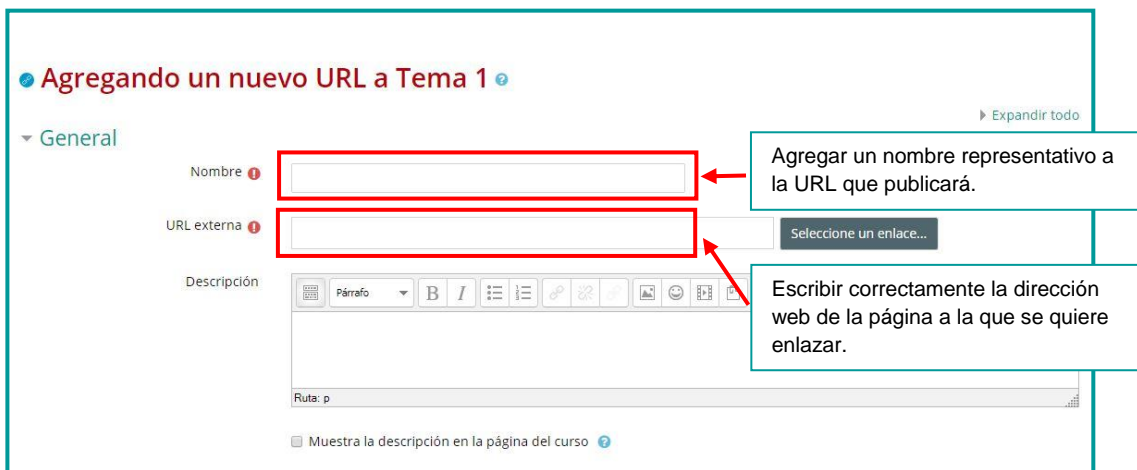 Agregando un nuevo URL a Tema 1
Expandir todo
General
Nombre
Agregar un nombre representativo a
la URL que publicará.
URL externa
Seleccione un enlace...
Descripción
Párrafo
B I
Escribir correctamente la dirección
web de la página a la que se quiere
enlazar.
Ruta: p
Muestra la descripción en la página del curso